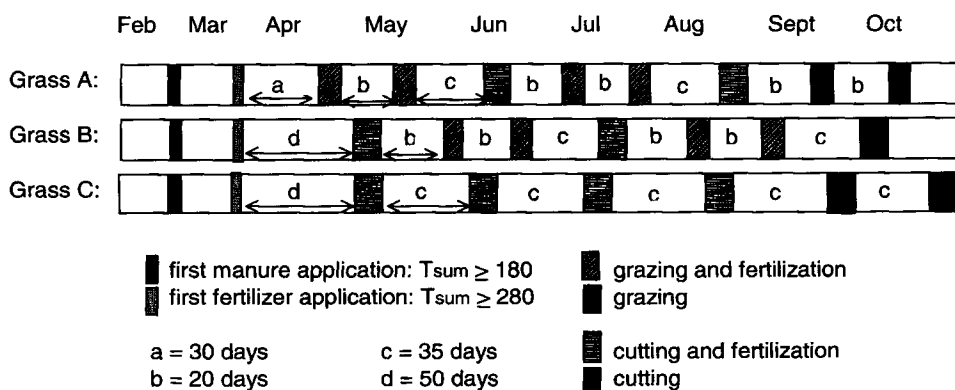 Feb Mar Apr May Jun Jul Aug Sept Oct
Grass A: a b c b b c b b
Grass B: d b b c b b c
Grass C: d c c c c c
first manure application: Tsum ≥ 180 grazing and fertilization
first fertilizer application: Tsum ≥ 280 grazing
a = 30 days c = 35 days cutting and fertilization
b = 20 days d = 50 days cutting